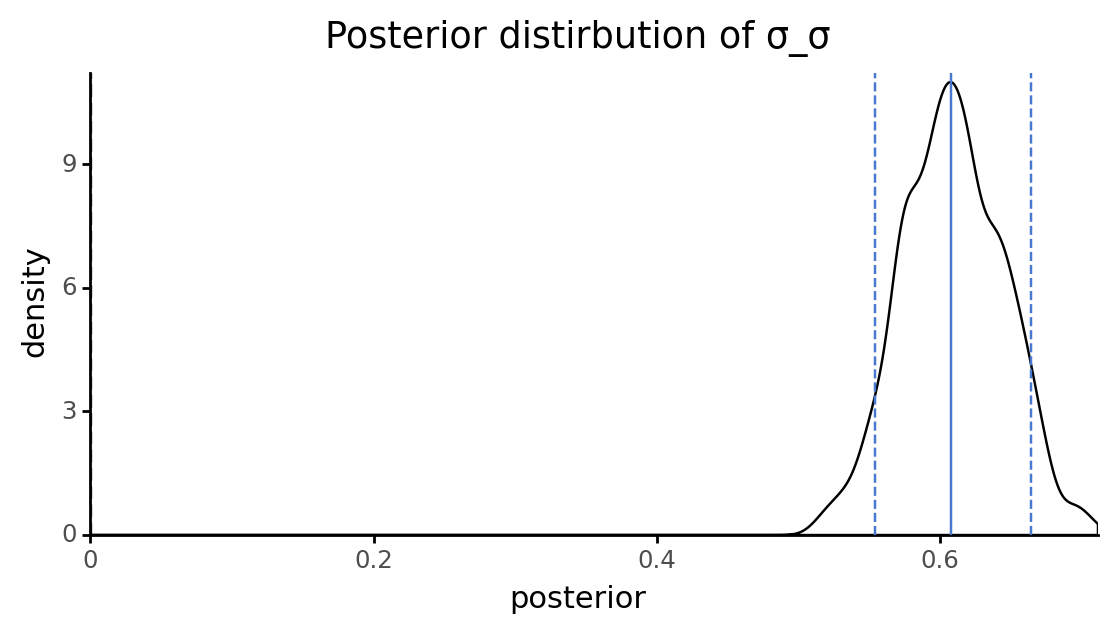 Posterior distirbution of σ_σ
density
9
6
3
0
0 0.2 0.4 0.6
posterior